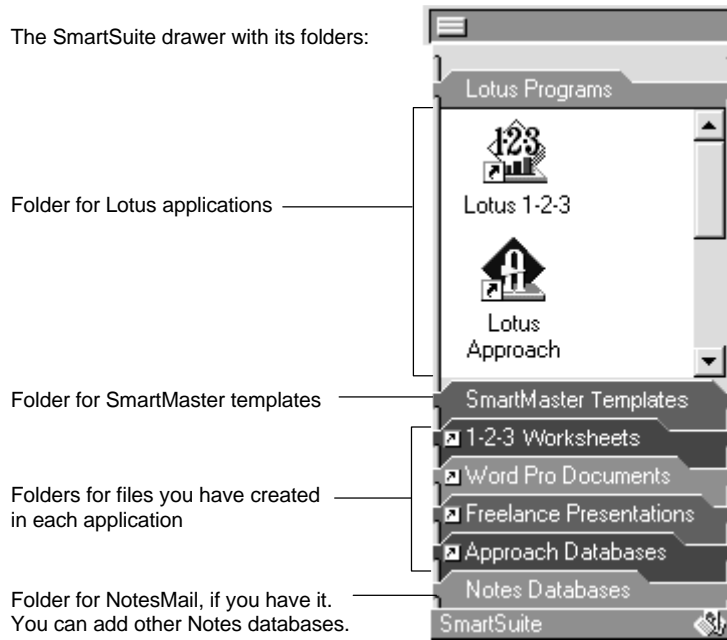 The SmartSuite drawer with its folders:
Lotus Programs
123
Lotus 1-2-3
Folder for Lotus applications
A
Lotus
Approach
Folder for SmartMaster templates
SmartMaster Templates
1-2-3 Worksheets
Word Pro Documents
Folders for files you have created
in each application
Freelance Presentations
Approach Databases
Notes Databases
Folder for NotesMail, if you have it.
You can add other Notes databases.
SmartSuite